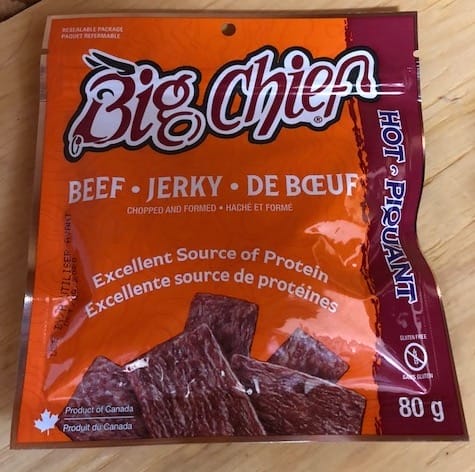 RESEALABLE PACKAGE
PAQUET REFERMABLE
Big Chief®
BEEF • JERKY • DE BŒUF
CHOPPED AND FORMED • HACHÉ ET FORMÉ
HOT • PIQUANT
Excellent Source of Protein
Excellente source de protéines
GLUTEN FREE
SANS GLUTEN
Product of Canada
Produit du Canada
80 g